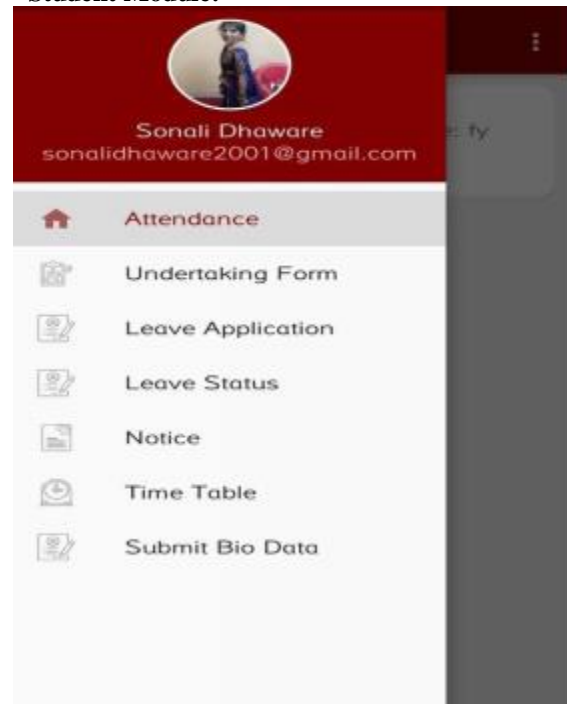 Student Module:
Sonali Dhaware
sonalidhaware2001@gmail.com
: fy
Attendance
Undertaking Form
Leave Application
Leave Status
Notice
Time Table
Submit Bio Data